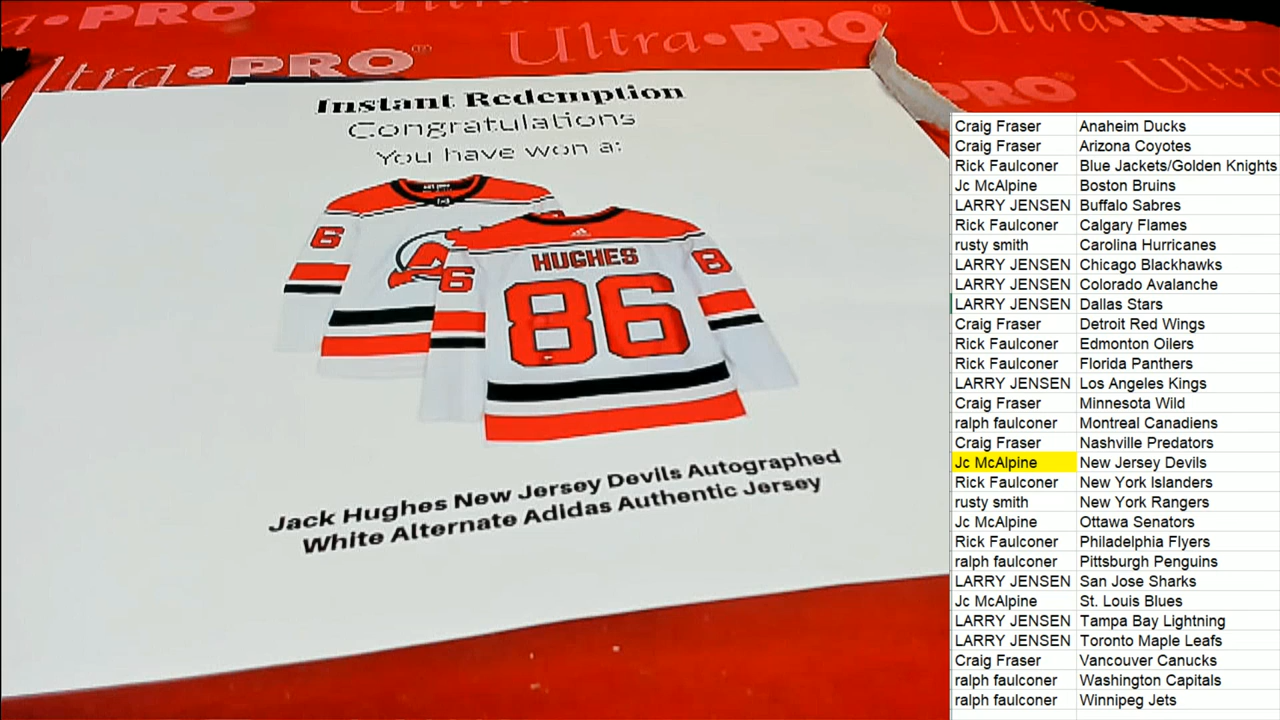 Ultra•PRO®
Ultra•PRO®
Ultra•PRO
Ultra
PRO®
Instant Redemption
Congratulations
You have won a:
6
6
HUGHES
8
86
Jack Hughes New Jersey Devils Autographed
White Alternate Adidas Authentic Jersey
Craig Fraser Anaheim Ducks
Craig Fraser Arizona Coyotes
Rick Faulconer Blue Jackets/Golden Knights
Jc McAlpine Boston Bruins
LARRY JENSEN Buffalo Sabres
Rick Faulconer Calgary Flames
rusty smith Carolina Hurricanes
LARRY JENSEN Chicago Blackhawks
LARRY JENSEN Colorado Avalanche
LARRY JENSEN Dallas Stars
Craig Fraser Detroit Red Wings
Rick Faulconer Edmonton Oilers
Rick Faulconer Florida Panthers
LARRY JENSEN Los Angeles Kings
Craig Fraser Minnesota Wild
ralph faulconer Montreal Canadiens
Craig Fraser Nashville Predators
Jc McAlpine New Jersey Devils
Rick Faulconer New York Islanders
rusty smith New York Rangers
Jc McAlpine Ottawa Senators
Rick Faulconer Philadelphia Flyers
ralph faulconer Pittsburgh Penguins
LARRY JENSEN San Jose Sharks
Jc McAlpine St. Louis Blues
LARRY JENSEN Tampa Bay Lightning
LARRY JENSEN Toronto Maple Leafs
Craig Fraser Vancouver Canucks
ralph faulconer Washington Capitals
ralph faulconer Winnipeg Jets